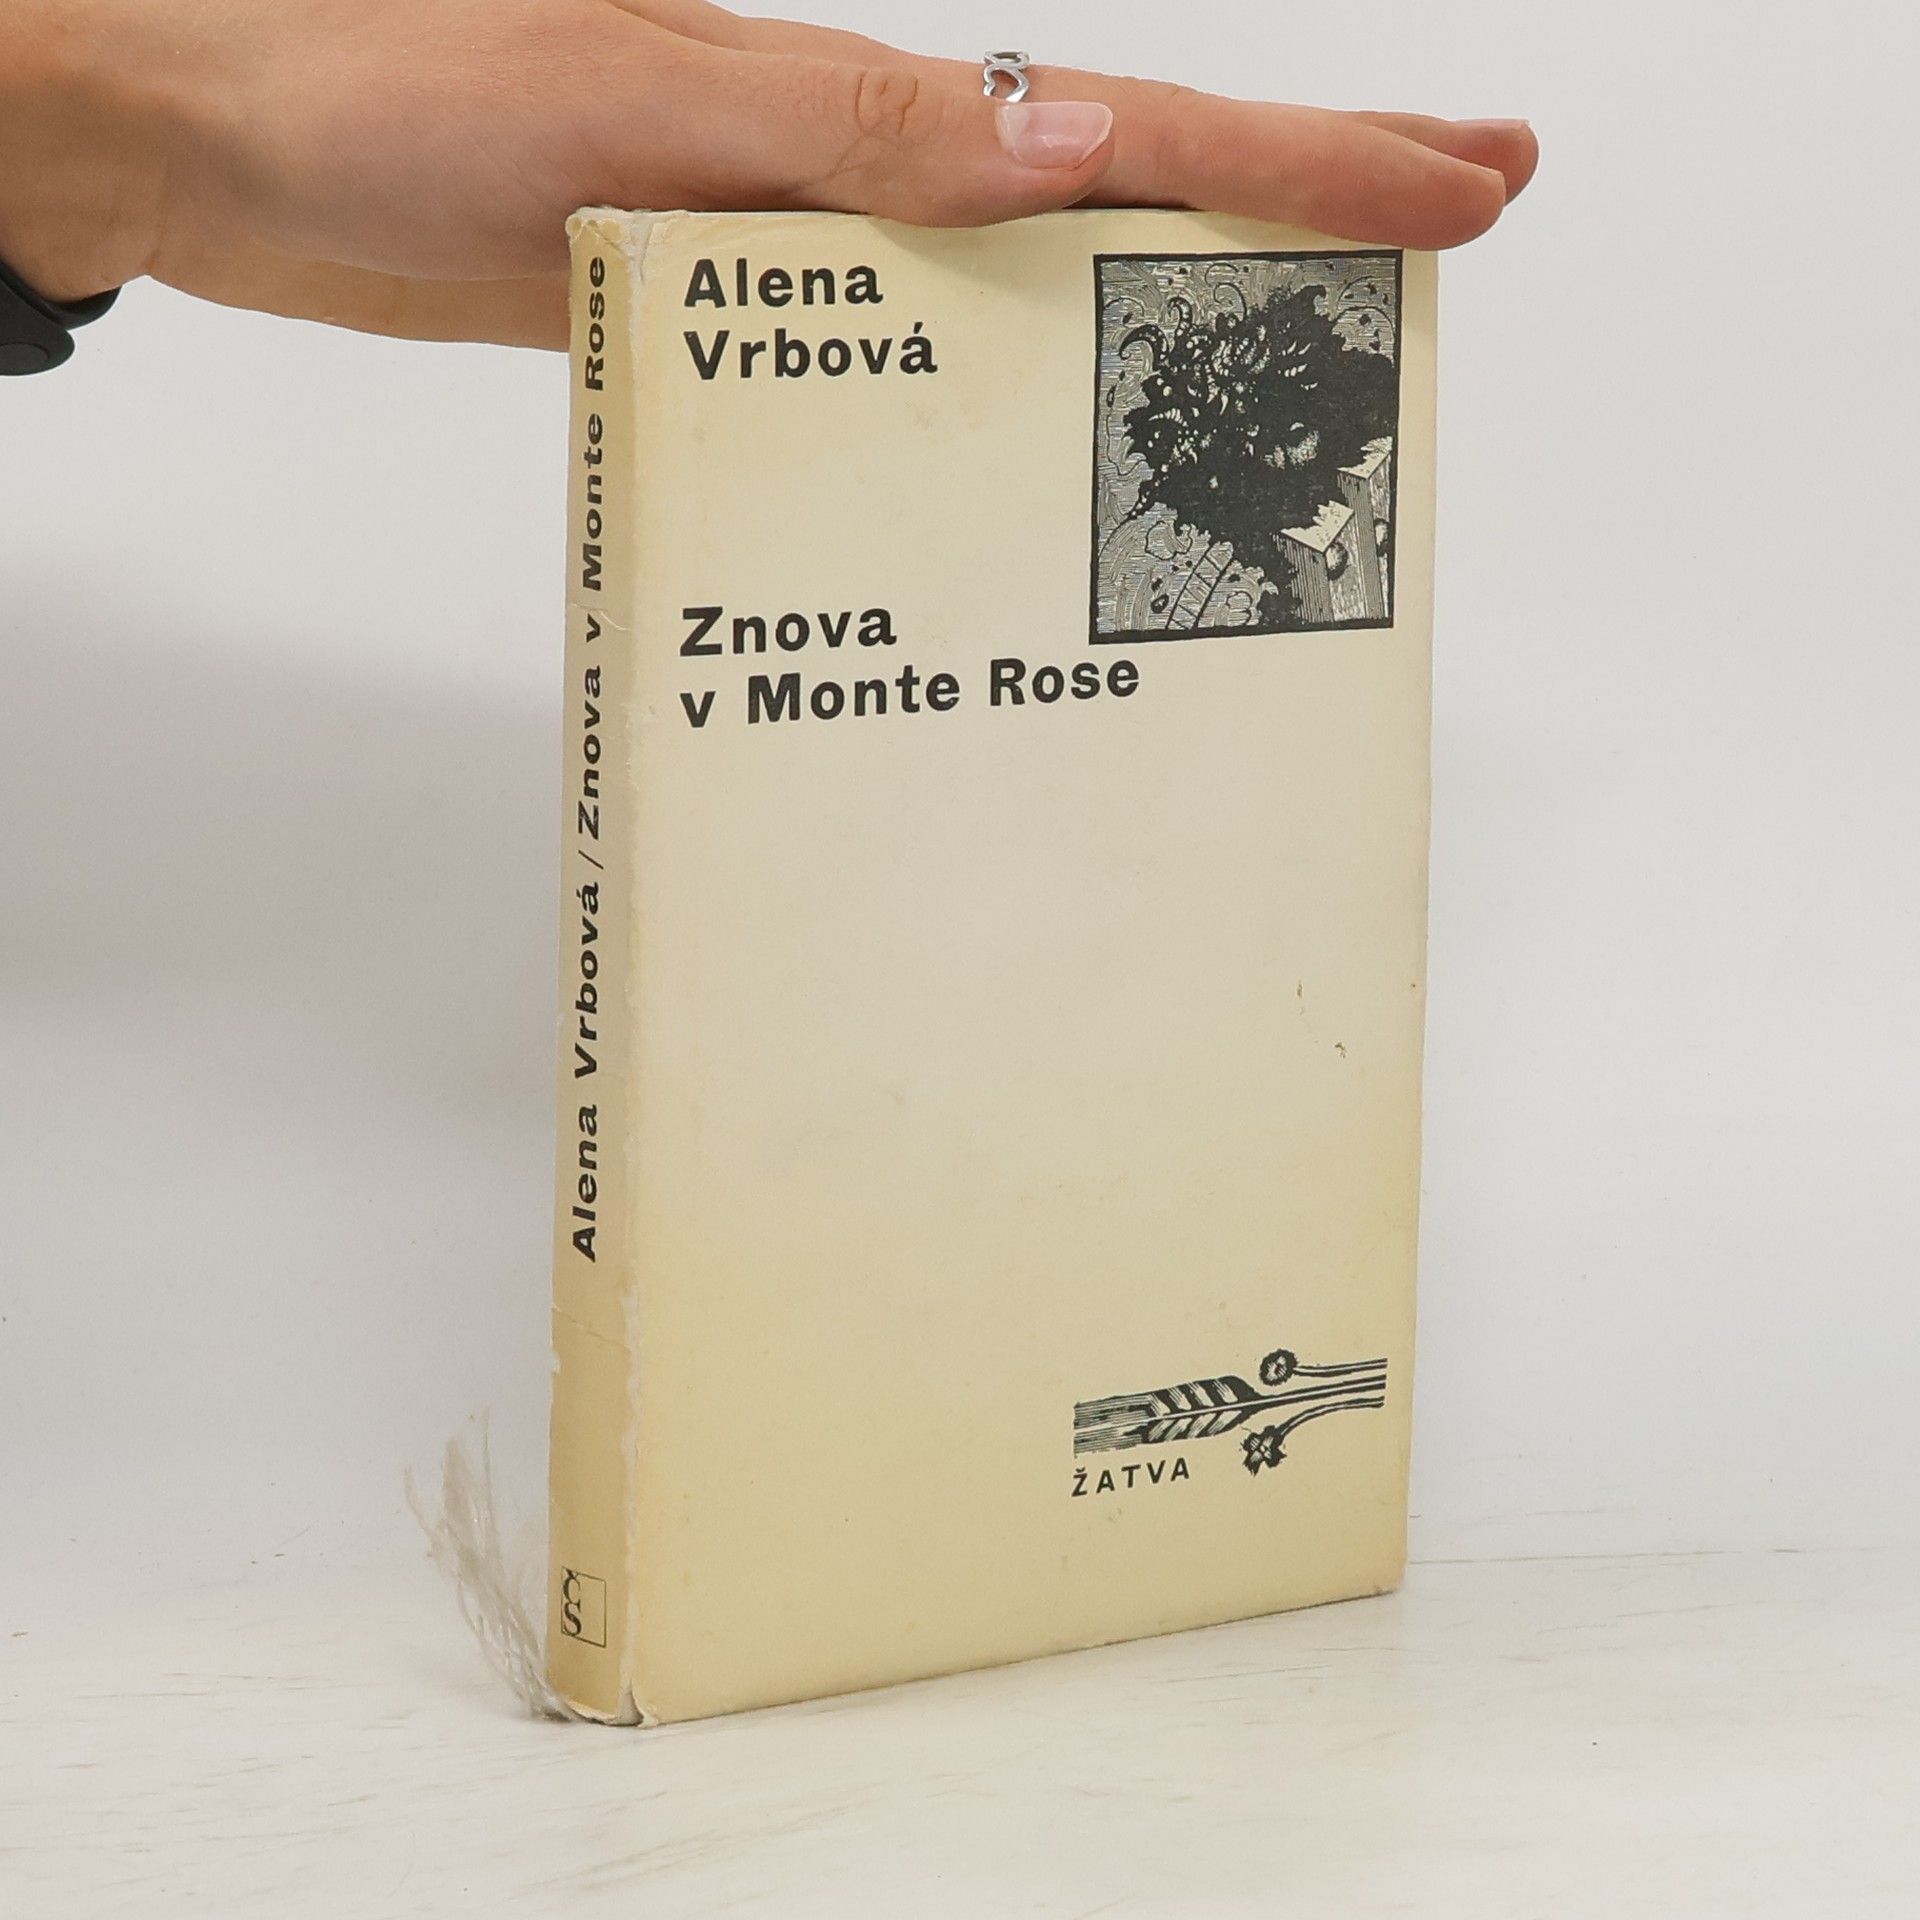 Alena
Vrbová
Znova
v Monte Rose
ŽATVA
Alena Vrbová / Znova v Monte Rose
ČS